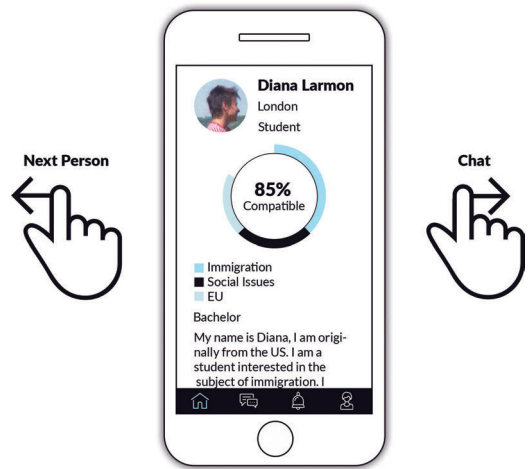 Diana Larmon
London
Student
Next Person
Chat
85%
Compatible
Immigration
Social Issues
EU
Bachelor
My name is Diana, I am origi-
nally from the US. I am a
student interested in the
subject of immigration. I